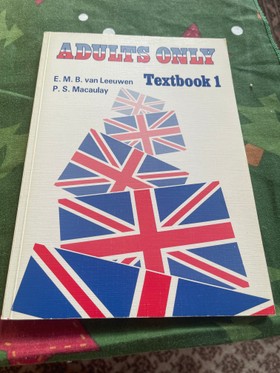 ADULTS ONLY
E. M. B. van Leeuwen
Textbook 1
P. S. Macaulay